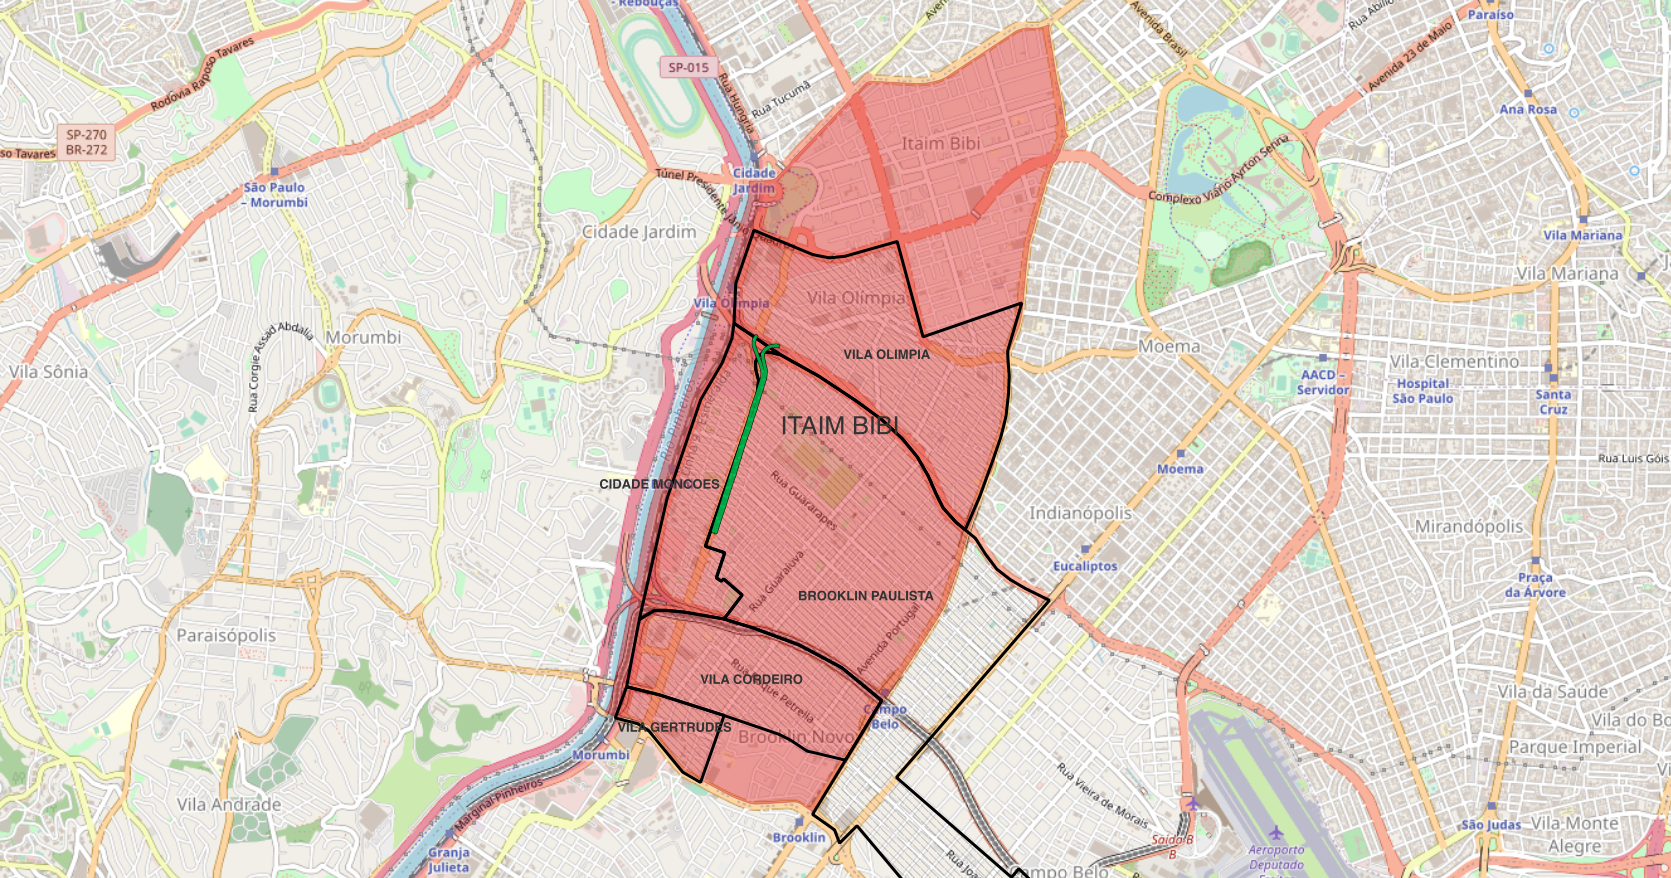 - Rebouças
Aven
Avenida Brasil
Paraíso
Rua Abílio
Rodovia Raposo Tavares
SP-015
Rua Hungria
Rua Tucumã
Avenida 23 de Maio
Ana Rosa
SP-270
BR-272
so Tavares
Itaim Bibi
Cidade
Jardim
Túnel Presidente Jânio Quadros
São Paulo
– Morumbi
Complexo Viário Ayrton Senna
Cidade Jardim
Vila Mariana
Vila Mariana
Vila Olímpia
Vila Olímpia
Rua Corgie Assad Abdalla
Morumbi
Moema
VILA OLIMPIA
Vila Clementino
Vila Sônia
AACD –
Servidor
Hospital
São Paulo
Santa
Cruz
ITAIM BIBI
Rio Pinheiros
Moema
Rua Luis Góis
CIDADE MONCOES
Rua Guararapes
Indianópolis
Mirandópolis
Eucaliptos
Praça
da Árvore
Rua Guaraiuva
BROOKLIN PAULISTA
Avenida Portugal
Paraisópolis
VILA CORDEIRO
Vila da Saúde
Campo
Belo
Vila do Bo
VILA GERTRUDES
Brooklin Novo
Morumbi
Parque Imperial
Rua Vieira de Morais
Vila Andrade
Marginal Pinheiros
Brooklin
São Judas
Vila Monte
Alegre
Saída B
B
Granja
Julieta
Rua Joa
Aeroporto
Deputado
Campo Belo